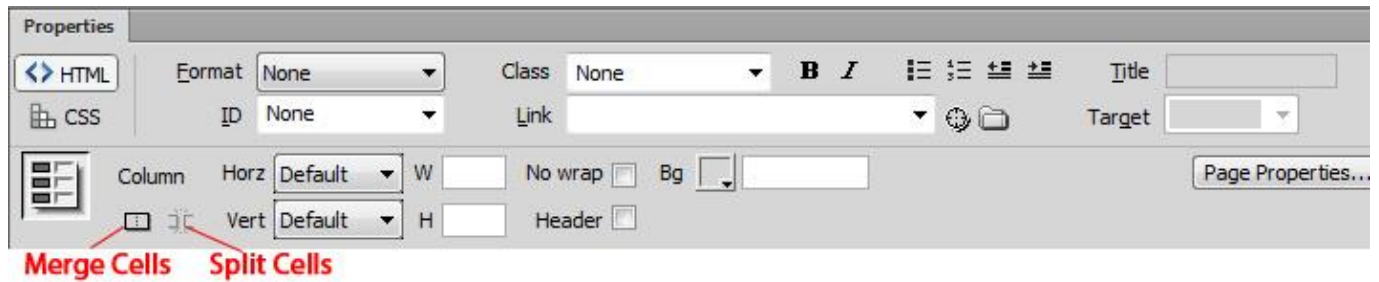 Properties
<> HTML Format None Class None B I Title
CSS ID None Link Target
Column Horz Default W No wrap Bg Page Properties...
Vert Default H Header
Merge Cells Split Cells